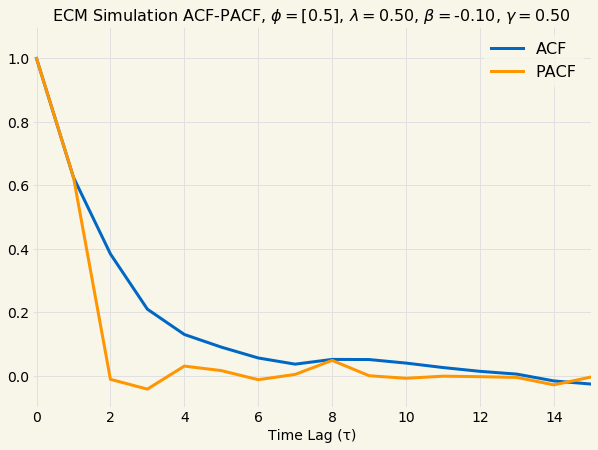 ECM Simulation ACF-PACF, ϕ = [0.5], λ = 0.50, β = -0.10, γ = 0.50
ACF
PACF
1.0
0.8
0.6
0.4
0.2
0.0
0 2 4 6 8 10 12 14
Time Lag (τ)